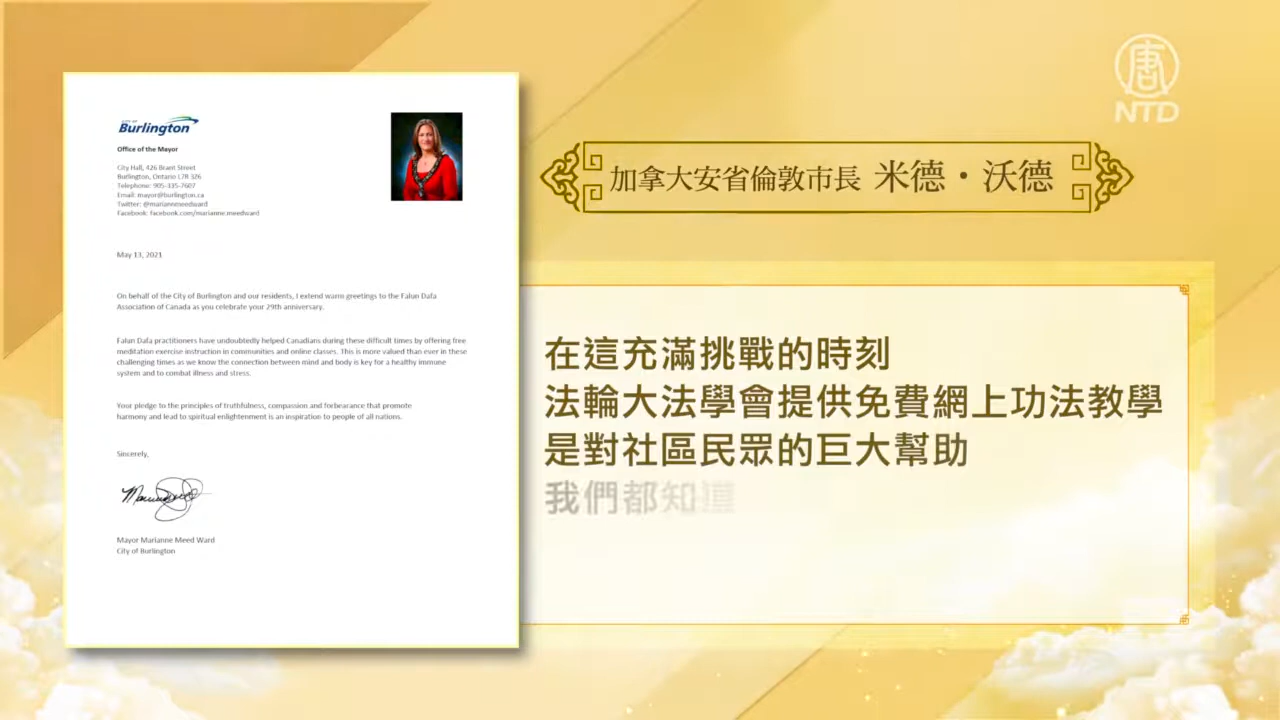 CITY OF
Burlington
Office of the Mayor
City Hall, 426 Brant Street
Burlington, Ontario L7R 3Z6
Telephone: 905-335-7607
Email: mayor@burlington.ca
Twitter: @mariannemeedward
Facebook: facebook.com/marianne.meedward
May 13, 2021
On behalf of the City of Burlington and our residents, I extend warm greetings to the Falun Dafa
Association of Canada as you celebrate your 29th anniversary.
Falun Dafa practitioners have undoubtedly helped Canadians during these difficult times by offering free
meditation exercise instruction in communities and online classes. This is more valued than ever in these
challenging times as we know the connection between mind and body is key for a healthy immune
system and to combat illness and stress.
Your pledge to the principles of truthfulness, compassion and forbearance that promote
harmony and lead to spiritual enlightenment is an inspiration to people of all nations.
Sincerely,
Mayor Marianne Meed Ward
City of Burlington
唐
NTD
加拿大安省倫敦市長 米德·沃德
在這充滿挑戰的時刻
法輪大法學會提供免費網上功法教學
是對社區民眾的巨大幫助
我們都知道